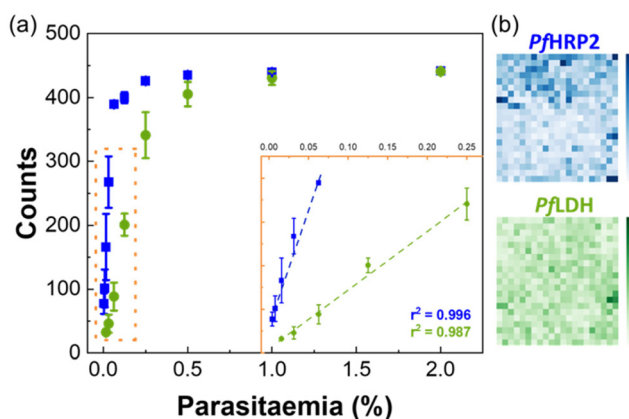 (a)
500
400
300
200
100
0
Counts
0.0
0.5
1.0
1.5
2.0
Parasitaemia (%)
0.00
0.05
0.10
0.15
0.20
0.25
r² = 0.996
r² = 0.987
(b)
PfHRP2
PfLDH